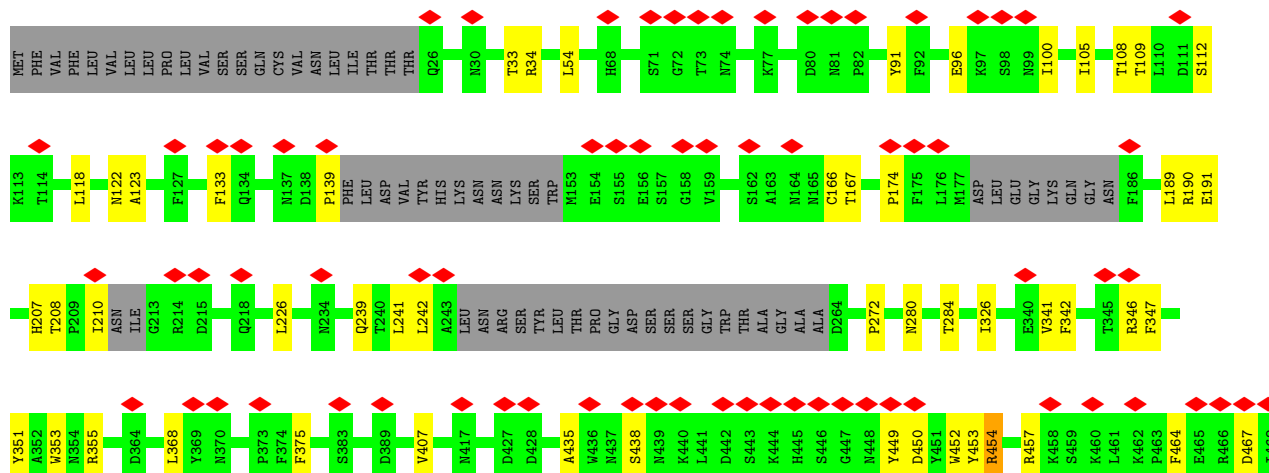 MET PHE VAL PHE LEU VAL LEU LEU PRO LEU VAL SER SER GLN CYS VAL ASN LEU ILE THR THR THR Q26 N30 T33 R34 L54 H68 S71 G72 T73 N74 K77 D80 N81 P82 Y91 F92 E96 K97 S98 N99 I100 I105 T108 T109 L110 D111 S112
K113 T114 L118 N122 A123 F127 F133 Q134 N137 D138 P139 PHE LEU ASP VAL TYR HIS LYS ASN ASN LYS SER TRP M153 E154 S155 E156 S157 G158 V159 S162 A163 N164 N165 C166 T167 P174 F175 L176 M177 ASP LEU GLU GLY LYS GLN GLY ASN F186 L189 R190 E191
H207 T208 P209 I210 ASN ILE G213 R214 D215 Q218 L226 N234 Q239 T240 L241 L242 A243 LEU ASN ARG SER TYR LEU THR PRO GLY ASP SER SER SER GLY TRP THR ALA GLY ALA ALA D264 P272 N280 T284 I326 E340 V341 F342 T345 R346 F347
Y351 A352 W353 N354 R355 D364 L368 Y369 N370 P373 F374 F375 S383 D389 V407 N417 D427 D428 A435 W436 N437 S438 N439 K440 L441 D442 S443 K444 H445 S446 G447 N448 Y449 D450 Y451 W452 Y453 R454 R457 K458 S459 K460 L461 K462 P463 F464 E465 R466 D467